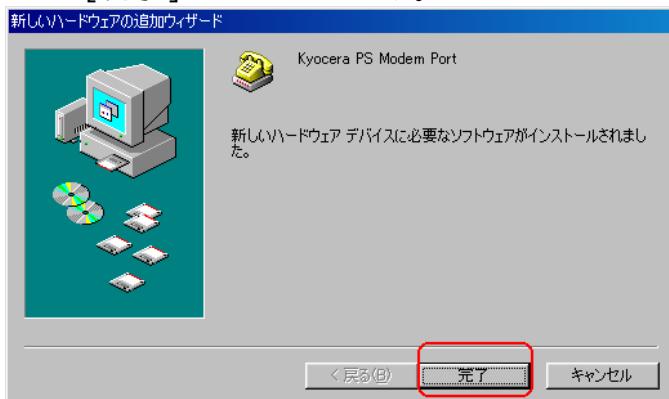 新しいハードウェアの追加ウィザード
Kyocera PS Modem Port
新しいハードウェア デバイスに必要なソフトウェアがインストールされまし
た。
< 戻る(B)
完了
キャンセル